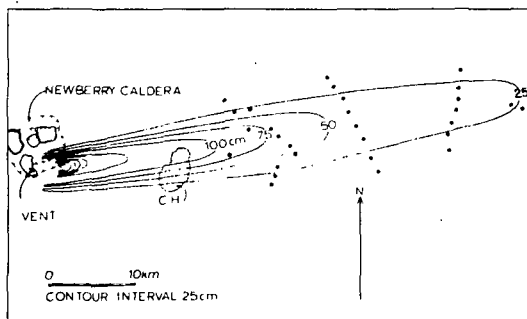 NEWBERRY CALDERA
25
50
75
100cm
CH
VENT
N
0 10km
CONTOUR INTERVAL 25cm